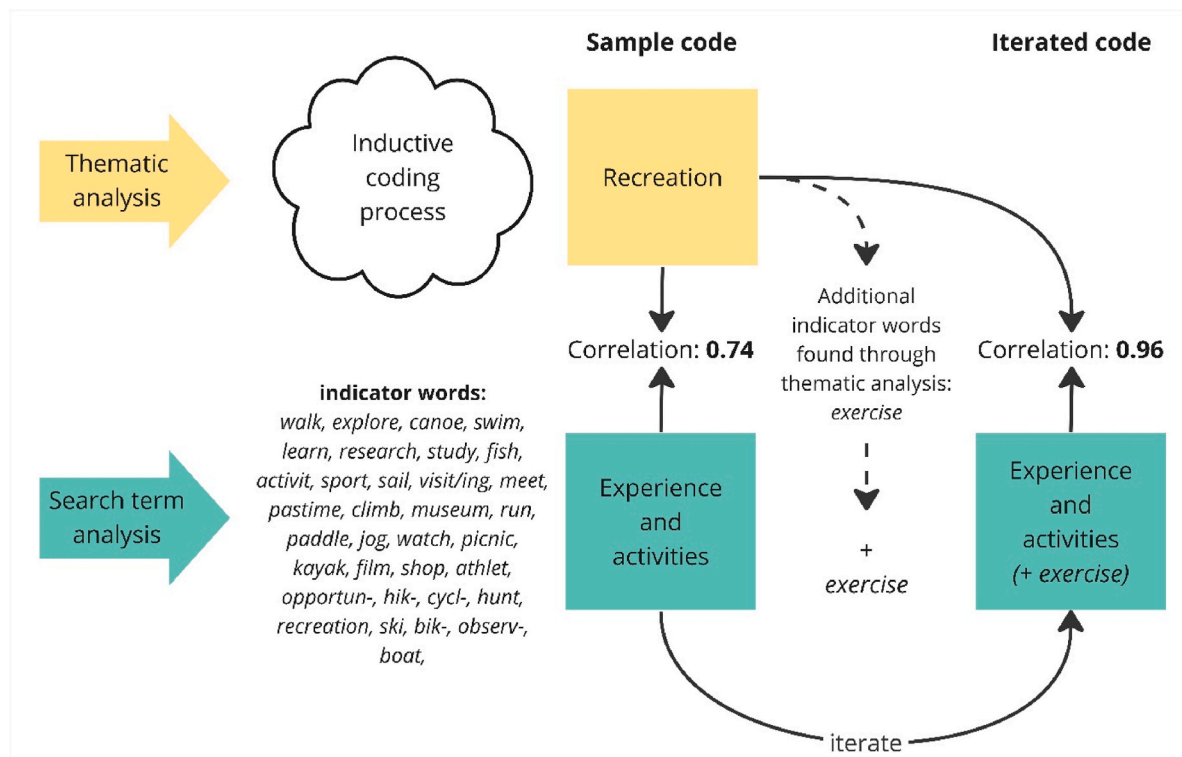 Sample code
Iterated code
Thematic
analysis
Inductive
coding
process
Recreation
Additional
indicator words
found through
thematic analysis:
exercise
Correlation: 0.74
Correlation: 0.96
indicator words:
walk, explore, canoe, swim,
learn, research, study, fish,
activit, sport, sail, visit/ing, meet,
pastime, climb, museum, run,
paddle, jog, watch, picnic,
kayak, film, shop, athlet,
opportun-, hik-, cycl-, hunt,
recreation, ski, bik-, observ-,
boat,
Search term
analysis
Experience
and
activities
+
exercise
Experience
and
activities
(+ exercise)
iterate